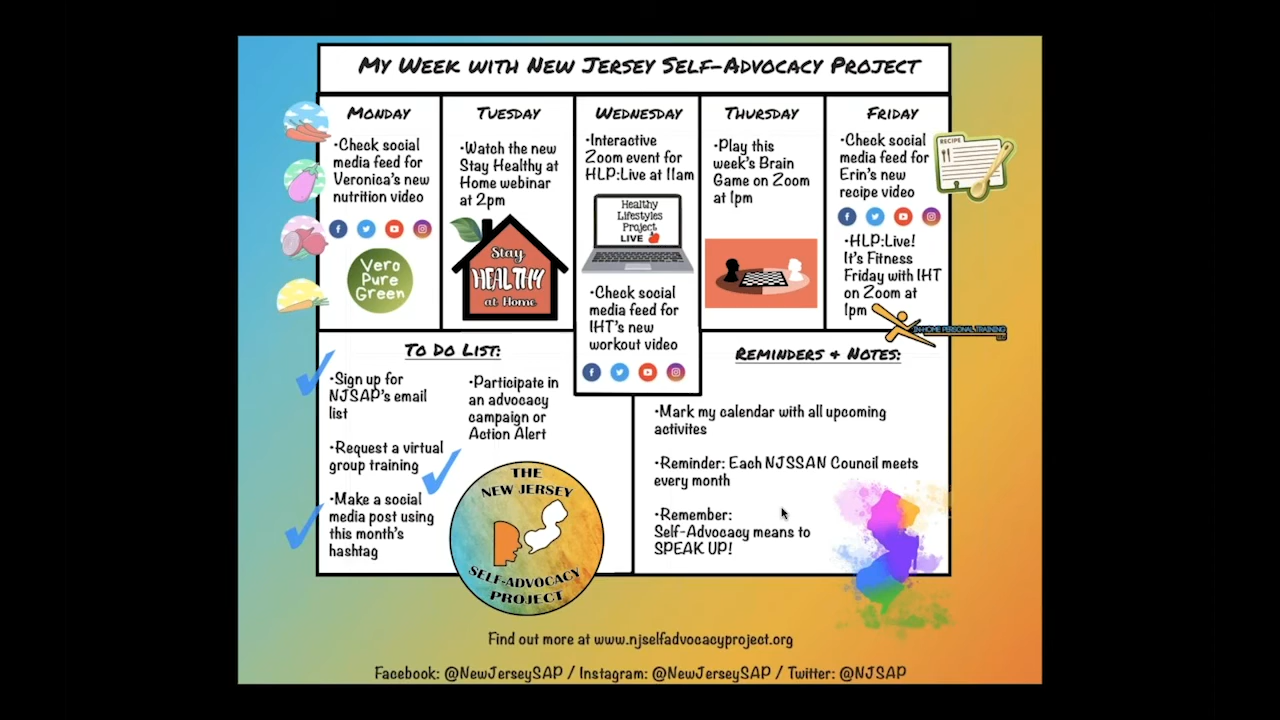 My Week with New Jersey Self-Advocacy Project
Monday
•Check social
media feed for
Veronica's new
nutrition video
Vero
Pure
Green
Tuesday
•Watch the new
Stay Healthy at
Home webinar
at 2pm
Stay
HEALTHY
at Home
Wednesday
•Interactive
Zoom event for
HLP:Live at 11am
Healthy
Lifestyles
Project
LIVE
•Check social
media feed for
IHT's new
workout video
Thursday
•Play this
week's Brain
Game on Zoom
at 1pm
Friday
•Check social
media feed for
Erin's new
recipe video
RECIPE
•HLP:Live!
It's Fitness
Friday with IHT
on Zoom at
1pm
IN-HOME PERSONAL TRAINING
To Do List:
•Sign up for
NJSAP's email
list
•Request a virtual
group training
•Make a social
media post using
this month's
hashtag
•Participate in
an advocacy
campaign or
Action Alert
THE
NEW JERSEY
SELF-ADVOCACY
PROJECT
Reminders & Notes:
•Mark my calendar with all upcoming
activites
•Reminder: Each NJSSAN Council meets
every month
•Remember:
Self-Advocacy means to
SPEAK UP!
Find out more at www.njselfadvocacyproject.org
Facebook: @NewJerseySAP / Instagram: @NewJerseySAP / Twitter: @NJSAP